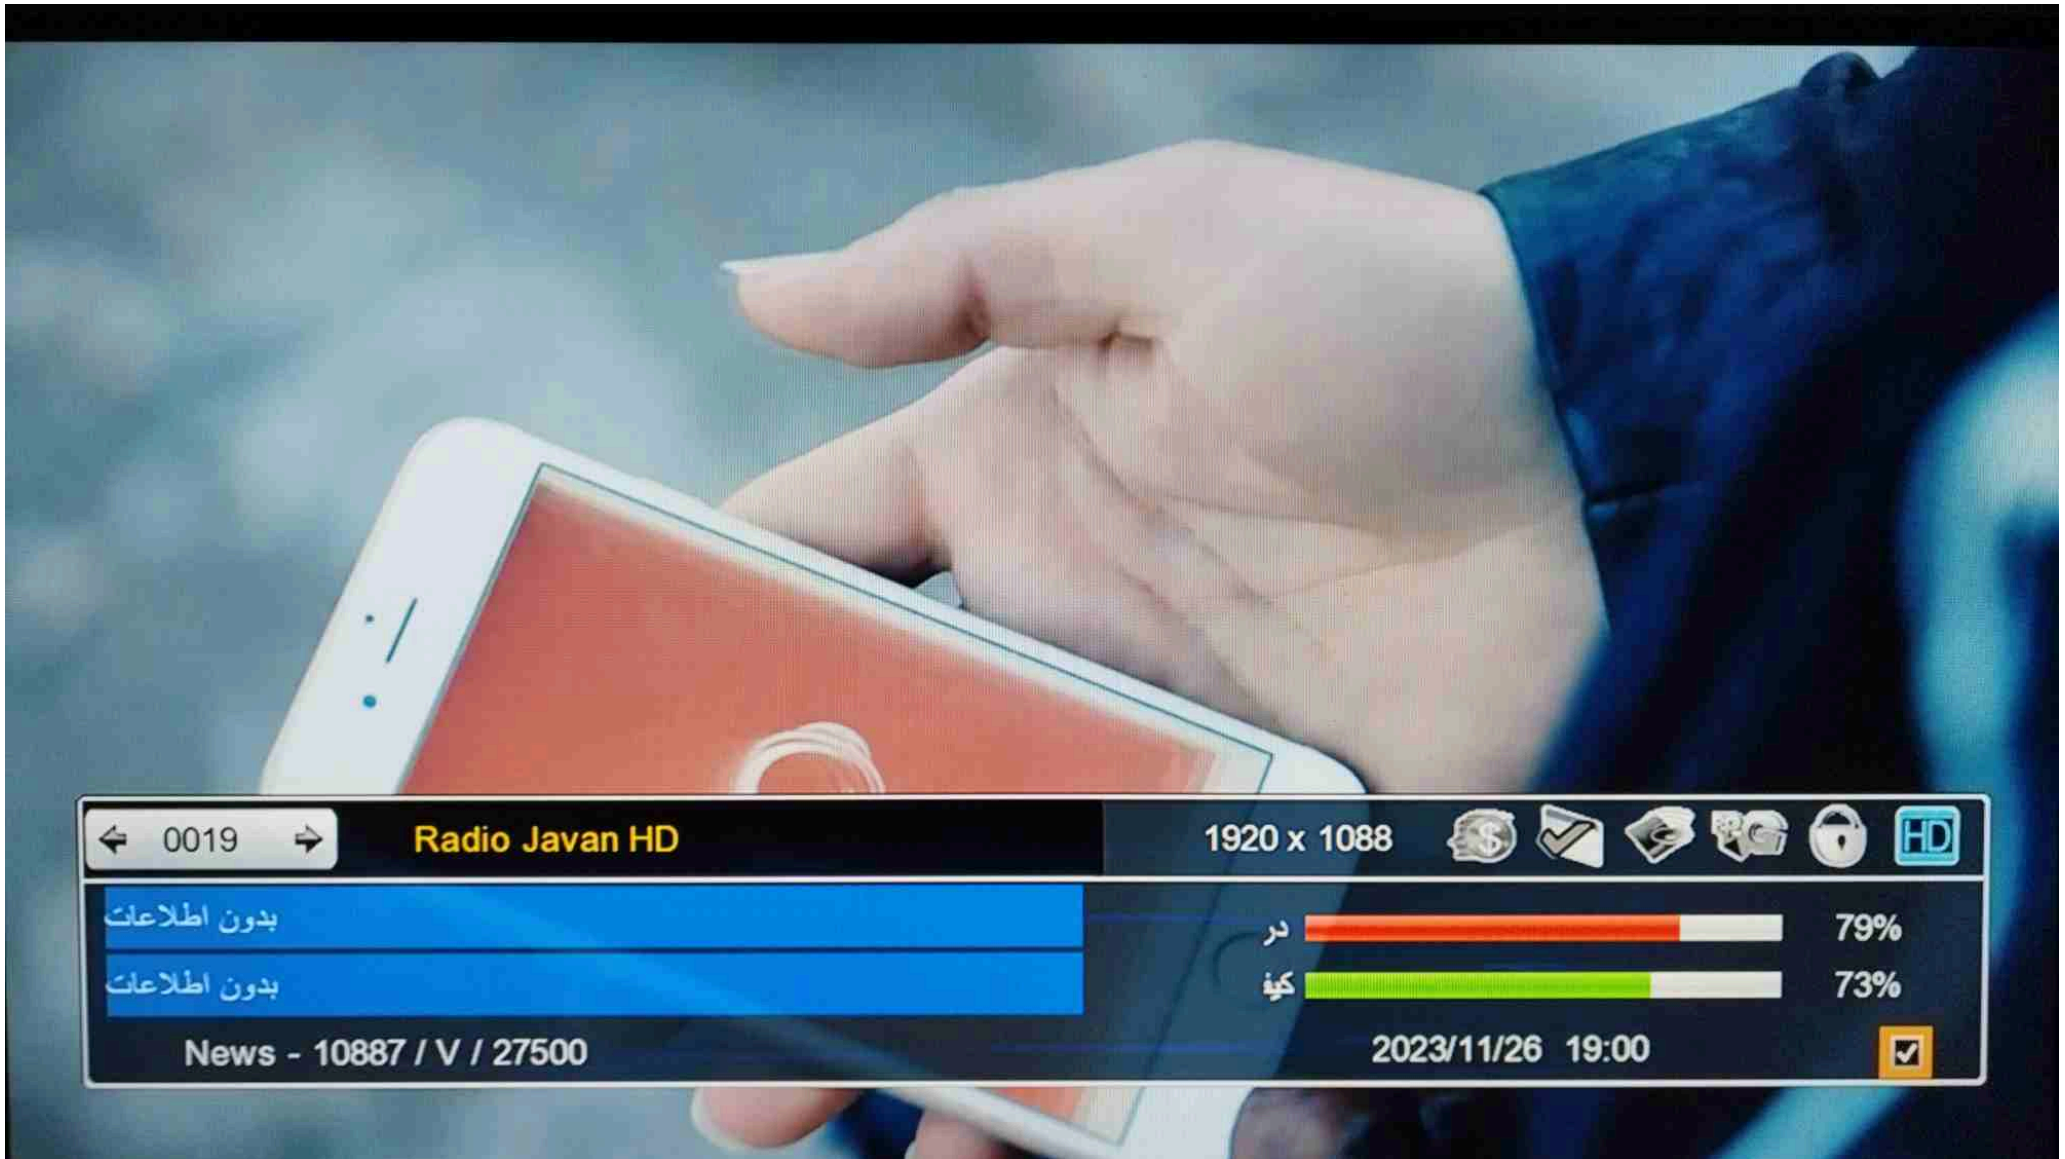 0019
Radio Javan HD
1920 x 1088
HD
بدون اطلاعات
در
79%
بدون اطلاعات
كيف
73%
News - 10887 / V / 27500
2023/11/26 19:00